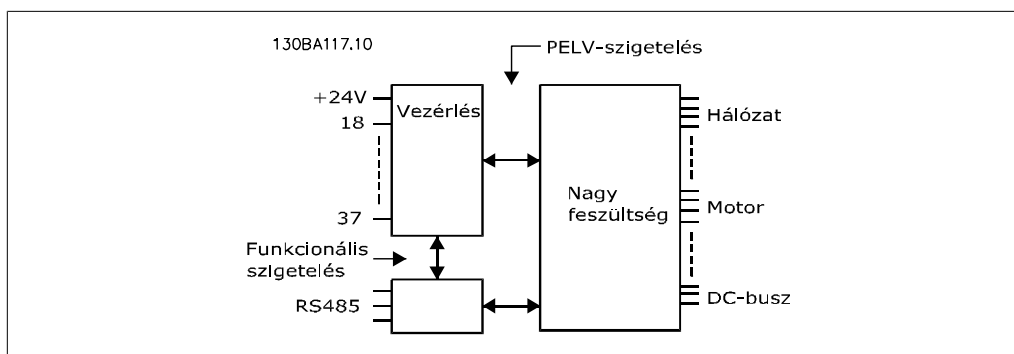 130BA117.10
PELV-szigetelés
+24V
18
37
Vezérlés
Hálózat
Nagy
feszültség
Motor
Funkcionális
szigetelés
RS485
DC-busz